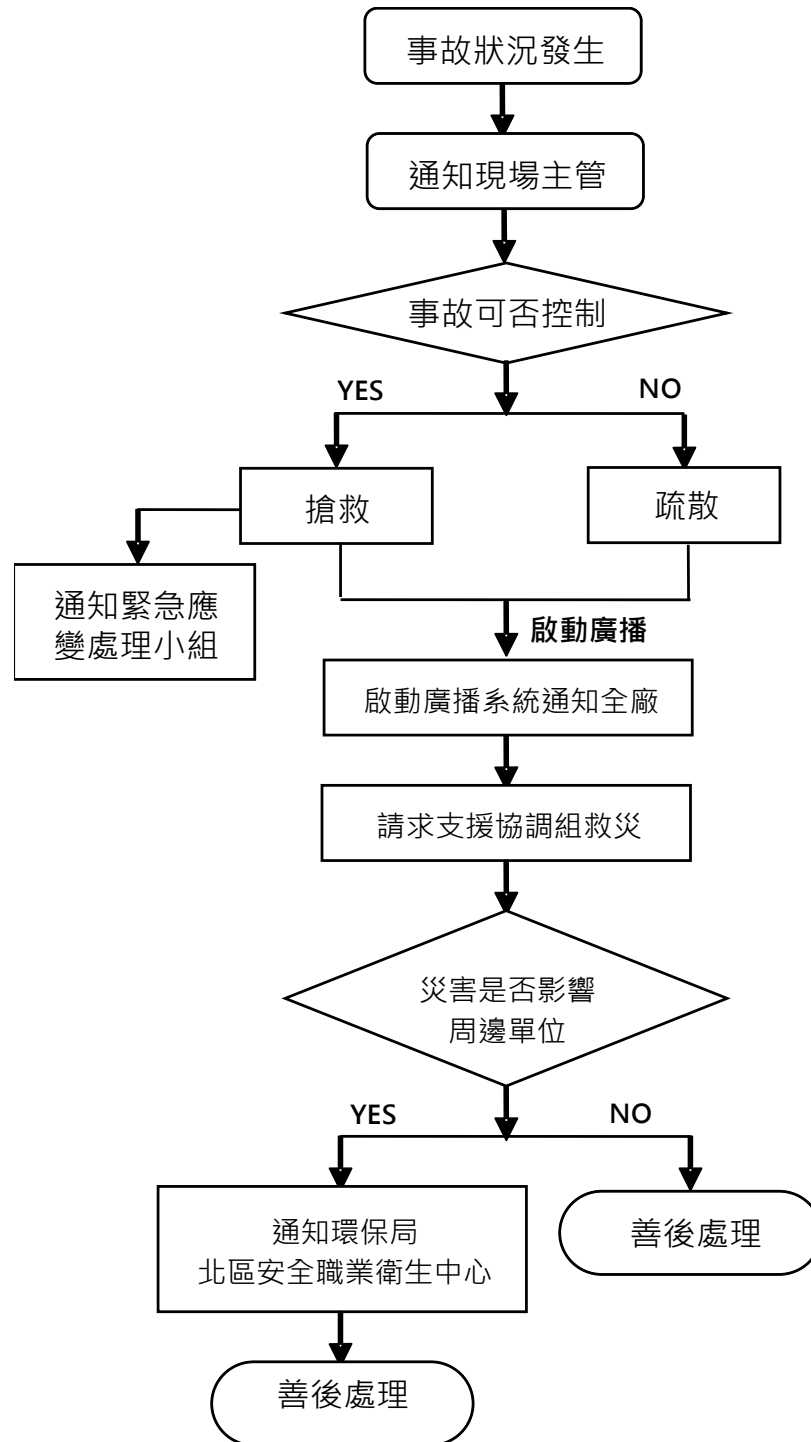 事故狀況發生
通知現場主管
事故可否控制
YES
NO
搶救
疏散
通知緊急應
變處理小組
啟動廣播
啟動廣播系統通知全廠
請求支援協調組救災
災害是否影響
周邊單位
YES
NO
通知環保局
北區安全職業衛生中心
善後處理
善後處理